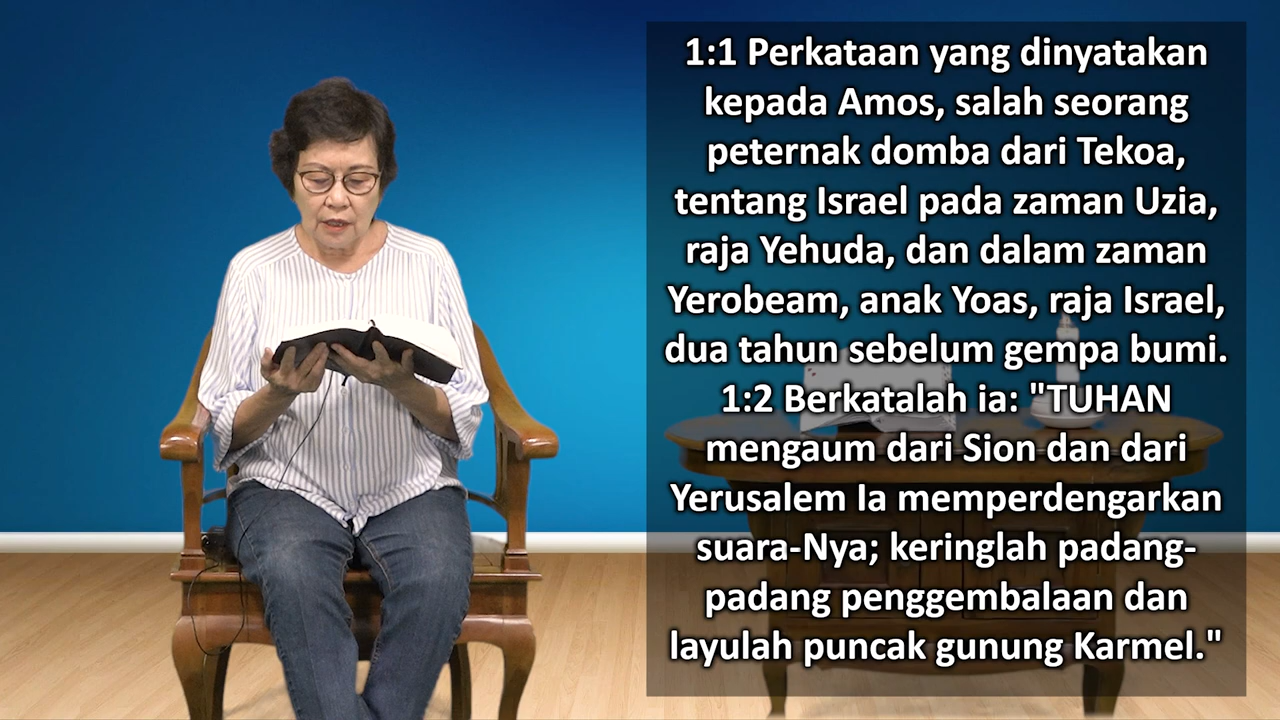 1:1 Perkataan yang dinyatakan
kepada Amos, salah seorang
peternak domba dari Tekoa,
tentang Israel pada zaman Uzia,
raja Yehuda, dan dalam zaman
Yerobeam, anak Yoas, raja Israel,
dua tahun sebelum gempa bumi.
1:2 Berkatalah ia: "TUHAN
mengaum dari Sion dan dari
Yerusalem Ia memperdengarkan
suara-Nya; keringlah padang-
padang penggembalaan dan
layulah puncak gunung Karmel."